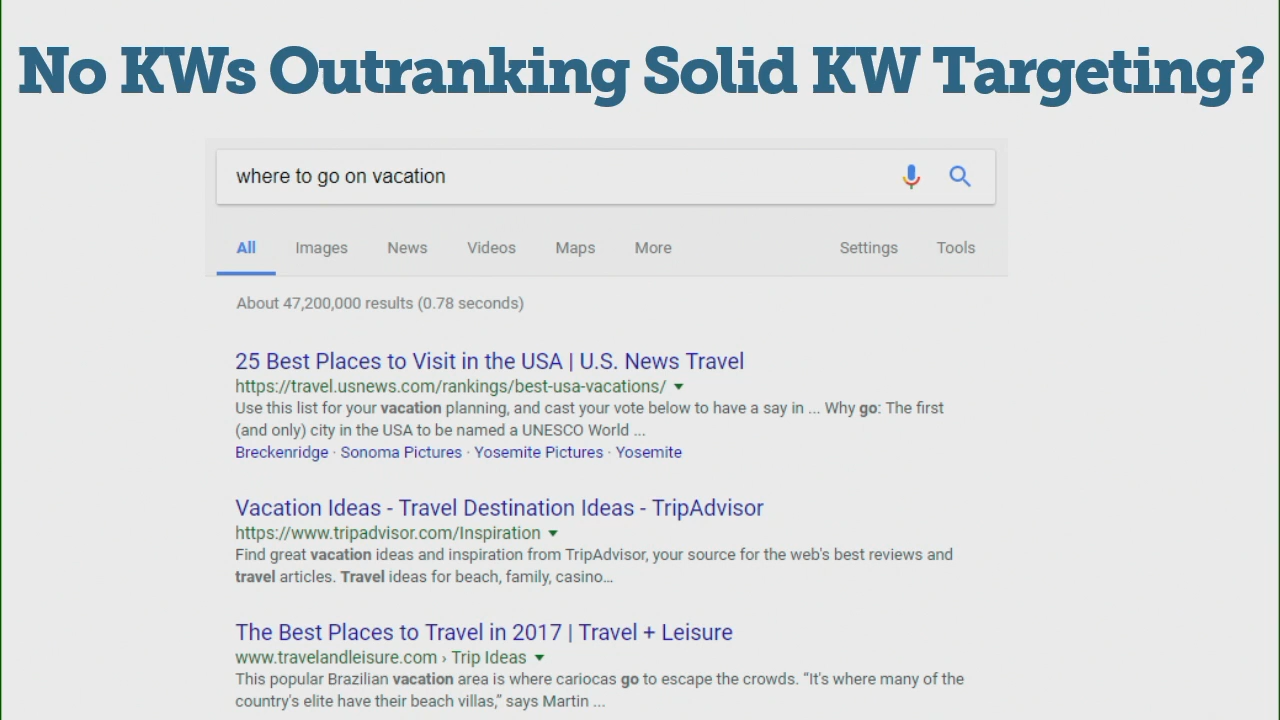 No KWs Outranking Solid KW Targeting?
where to go on vacation
All Images News Videos Maps More Settings Tools
About 47,200,000 results (0.78 seconds)
25 Best Places to Visit in the USA | U.S. News Travel
https://travel.usnews.com/rankings/best-usa-vacations/
Use this list for your vacation planning, and cast your vote below to have a say in ... Why go: The first
(and only) city in the USA to be named a UNESCO World ...
Breckenridge · Sonoma Pictures · Yosemite Pictures · Yosemite
Vacation Ideas - Travel Destination Ideas - TripAdvisor
https://www.tripadvisor.com/Inspiration
Find great vacation ideas and inspiration from TripAdvisor, your source for the web's best reviews and
travel articles. Travel ideas for beach, family, casino...
The Best Places to Travel in 2017 | Travel + Leisure
www.travelandleisure.com › Trip Ideas
This popular Brazilian vacation area is where cariocas go to escape the crowds. “It's where many of the
country's elite have their beach villas,” says Martin ...